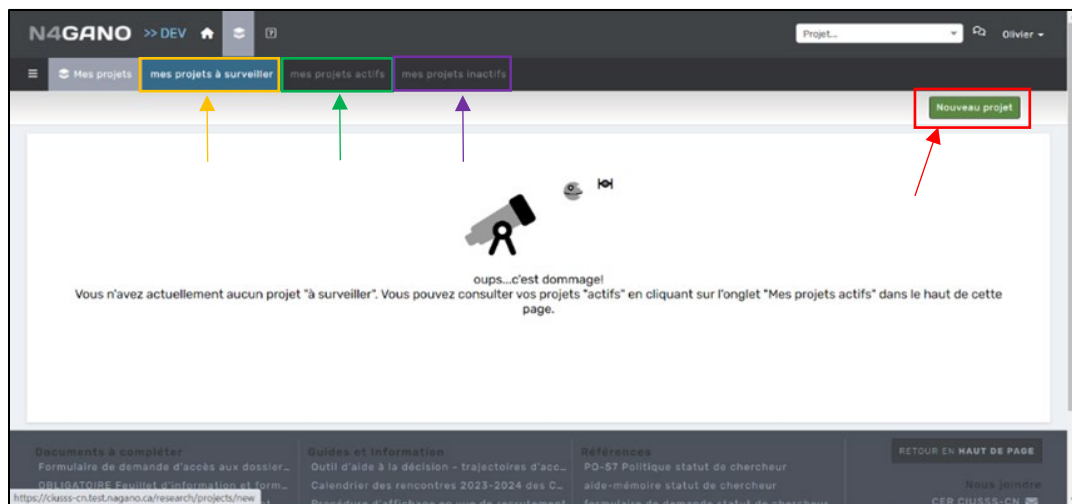 N4GANO >> DEV Projet... Olivier
Mes projets mes projets à surveiller mes projets actifs mes projets inactifs
Nouveau projet
oups...c'est dommage!
Vous n'avez actuellement aucun projet "à surveiller". Vous pouvez consulter vos projets "actifs" en cliquant sur l'onglet "Mes projets actifs" dans le haut de cette
page.
Documents à compléter Guides et Information Références RETOUR EN HAUT DE PAGE
Formulaire de demande d'accès aux dossier... Outil d'aide à la décision - trajectoires d'acc... PO-57 Politique statut de chercheur
OBLIGATOIRE Feuillet d'information et form... Calendrier des rencontres 2023-2024 des C... aide-mémoire statut de chercheur Nous joindre
https://ciusss-cn.test.nagano.ca/research/projects/new Procédure d'affichage en vue de recrutement formulaire de demande statut de chercheur CER CIUSSS-CN